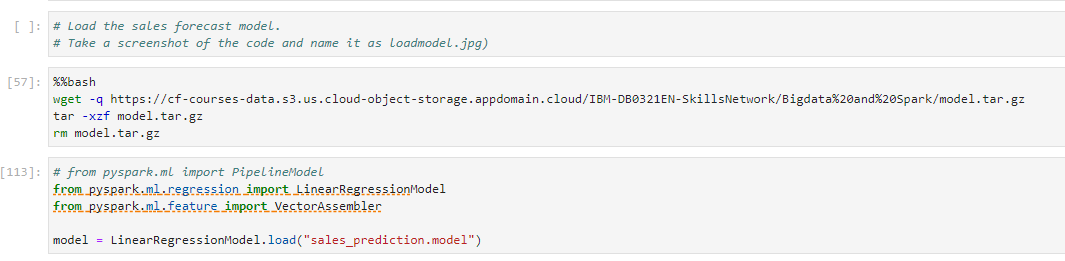 [ ]: # Load the sales forecast model.
# Take a screenshot of the code and name it as loadmodel.jpg)
[57]: %%bash
wget -q https://cf-courses-data.s3.us.cloud-object-storage.appdomain.cloud/IBM-DB0321EN-SkillsNetwork/Bigdata%20and%20Spark/model.tar.gz
tar -xzf model.tar.gz
rm model.tar.gz
[113]: # from pyspark.ml import PipelineModel
from pyspark.ml.regression import LinearRegressionModel
from pyspark.ml.feature import VectorAssembler
model = LinearRegressionModel.load("sales_prediction.model")